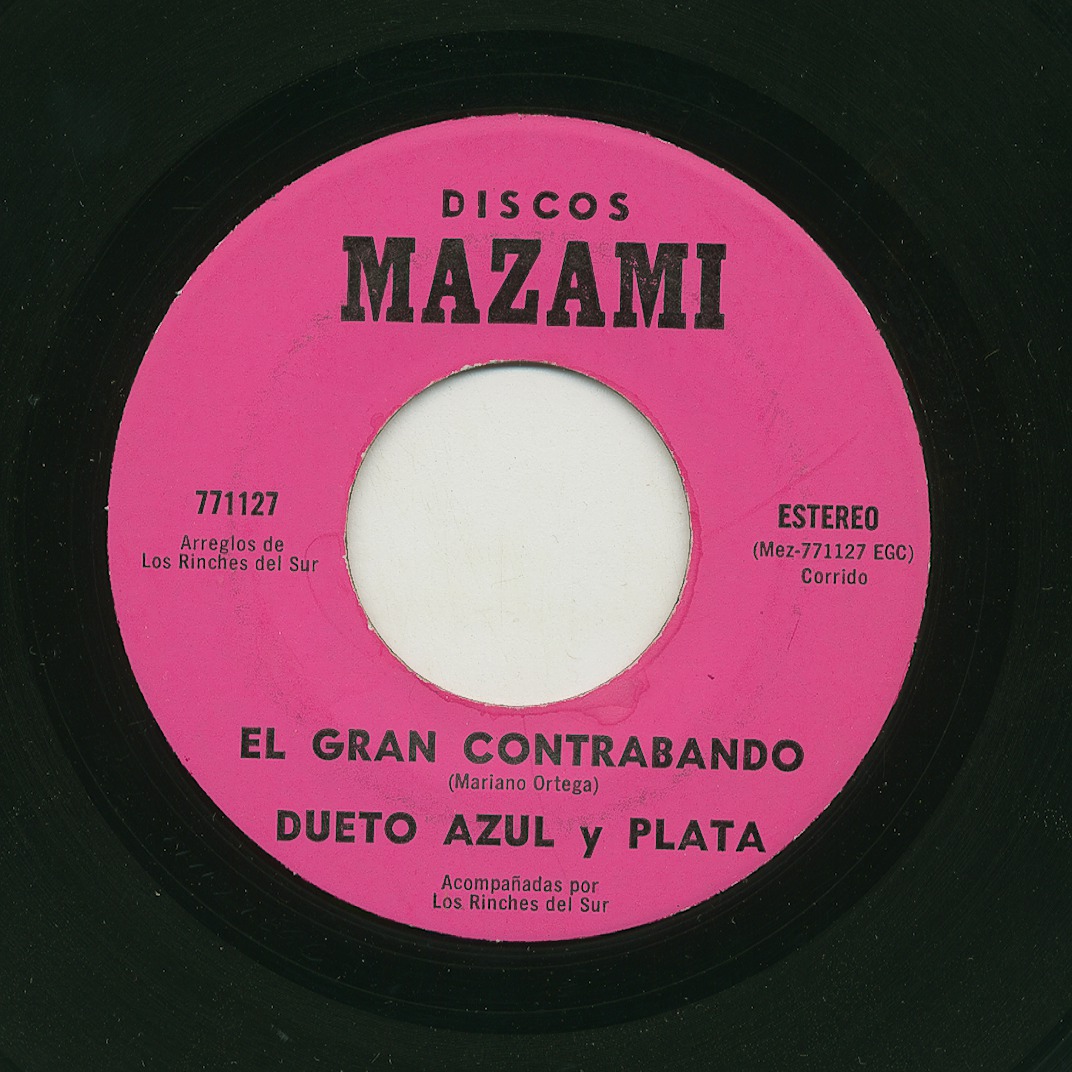 DISCOS
MAZAMI
771127
Arreglos de
Los Rinches del Sur
ESTEREO
(Mez-771127 EGC)
Corrido
EL GRAN CONTRABANDO
(Mariano Ortega)
DUETO AZUL y PLATA
Acompañadas por
Los Rinches del Sur